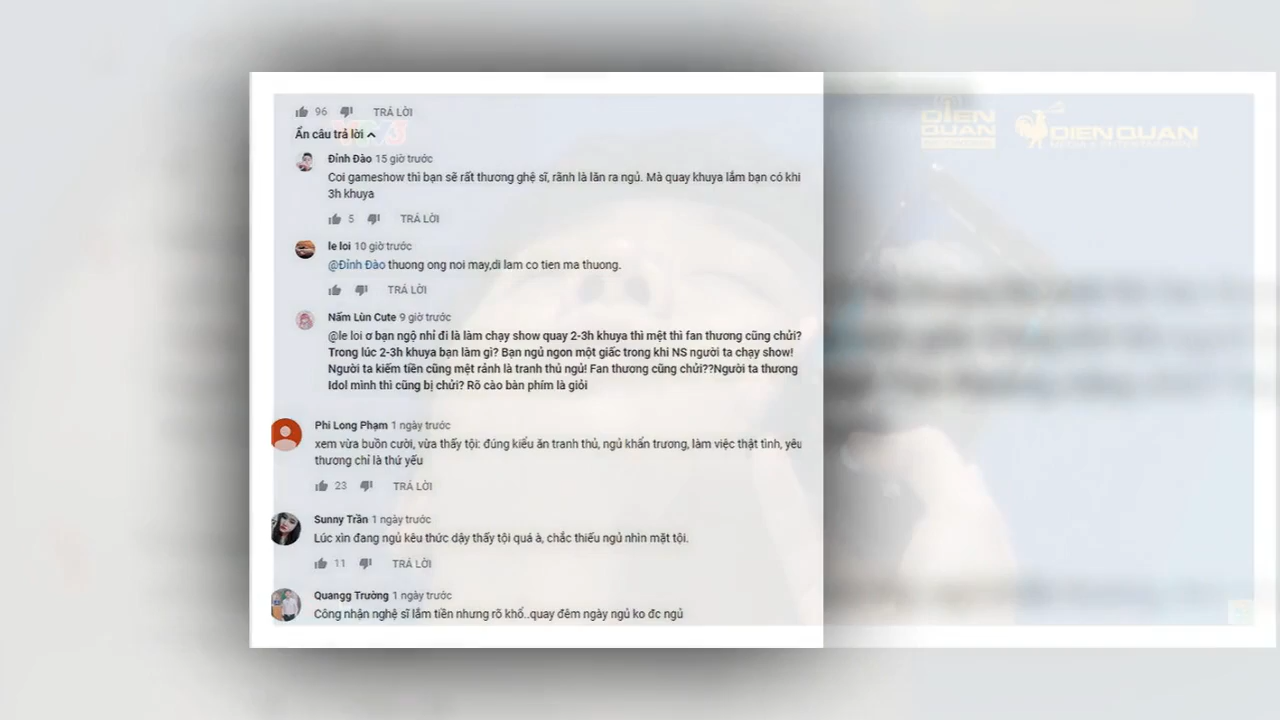 96 TRẢ LỜI
Ẩn câu trả lời
VTV3
ĐIỀN QUÂN
ĐIỀN QUÂN
Đỉnh Đào 15 giờ trước
Coi gameshow thì bạn sẽ rất thương ghệ sĩ, rãnh là lăn ra ngủ. Mà quay khuya lắm bạn có khi
3h khuya
5 TRẢ LỜI
le loi 10 giờ trước
@Đỉnh Đào thuong ong noi may,di lam co tien ma thuong.
TRẢ LỜI
Nấm Lùn Cute 9 giờ trước
@le loi ơ bạn ngộ nhỉ đi là làm chạy show quay 2-3h khuya thì mệt thì fan thương cũng chửi?
Trong lúc 2-3h khuya bạn làm gì? Bạn ngủ ngon một giấc trong khi NS người ta chạy show!
Người ta kiếm tiền cũng mệt rảnh là tranh thủ ngủ! Fan thương cũng chửi??Người ta thương
Idol mình thì cũng bị chửi? Rõ cào bàn phím là giỏi
Phi Long Phạm 1 ngày trước
xem vừa buồn cười, vừa thấy tội: đúng kiểu ăn tranh thủ, ngủ khẩn trương, làm việc thật tình, yêu
thương chỉ là thứ yếu
23 TRẢ LỜI
Sunny Trần 1 ngày trước
Lúc xìn đang ngủ kêu thức dậy thấy tội quá à, chắc thiếu ngủ nhìn mặt tội.
11 TRẢ LỜI
Quangg Trường 1 ngày trước
Công nhận nghệ sĩ lắm tiền nhưng rõ khổ..quay đêm ngày ngủ ko đc ngủ